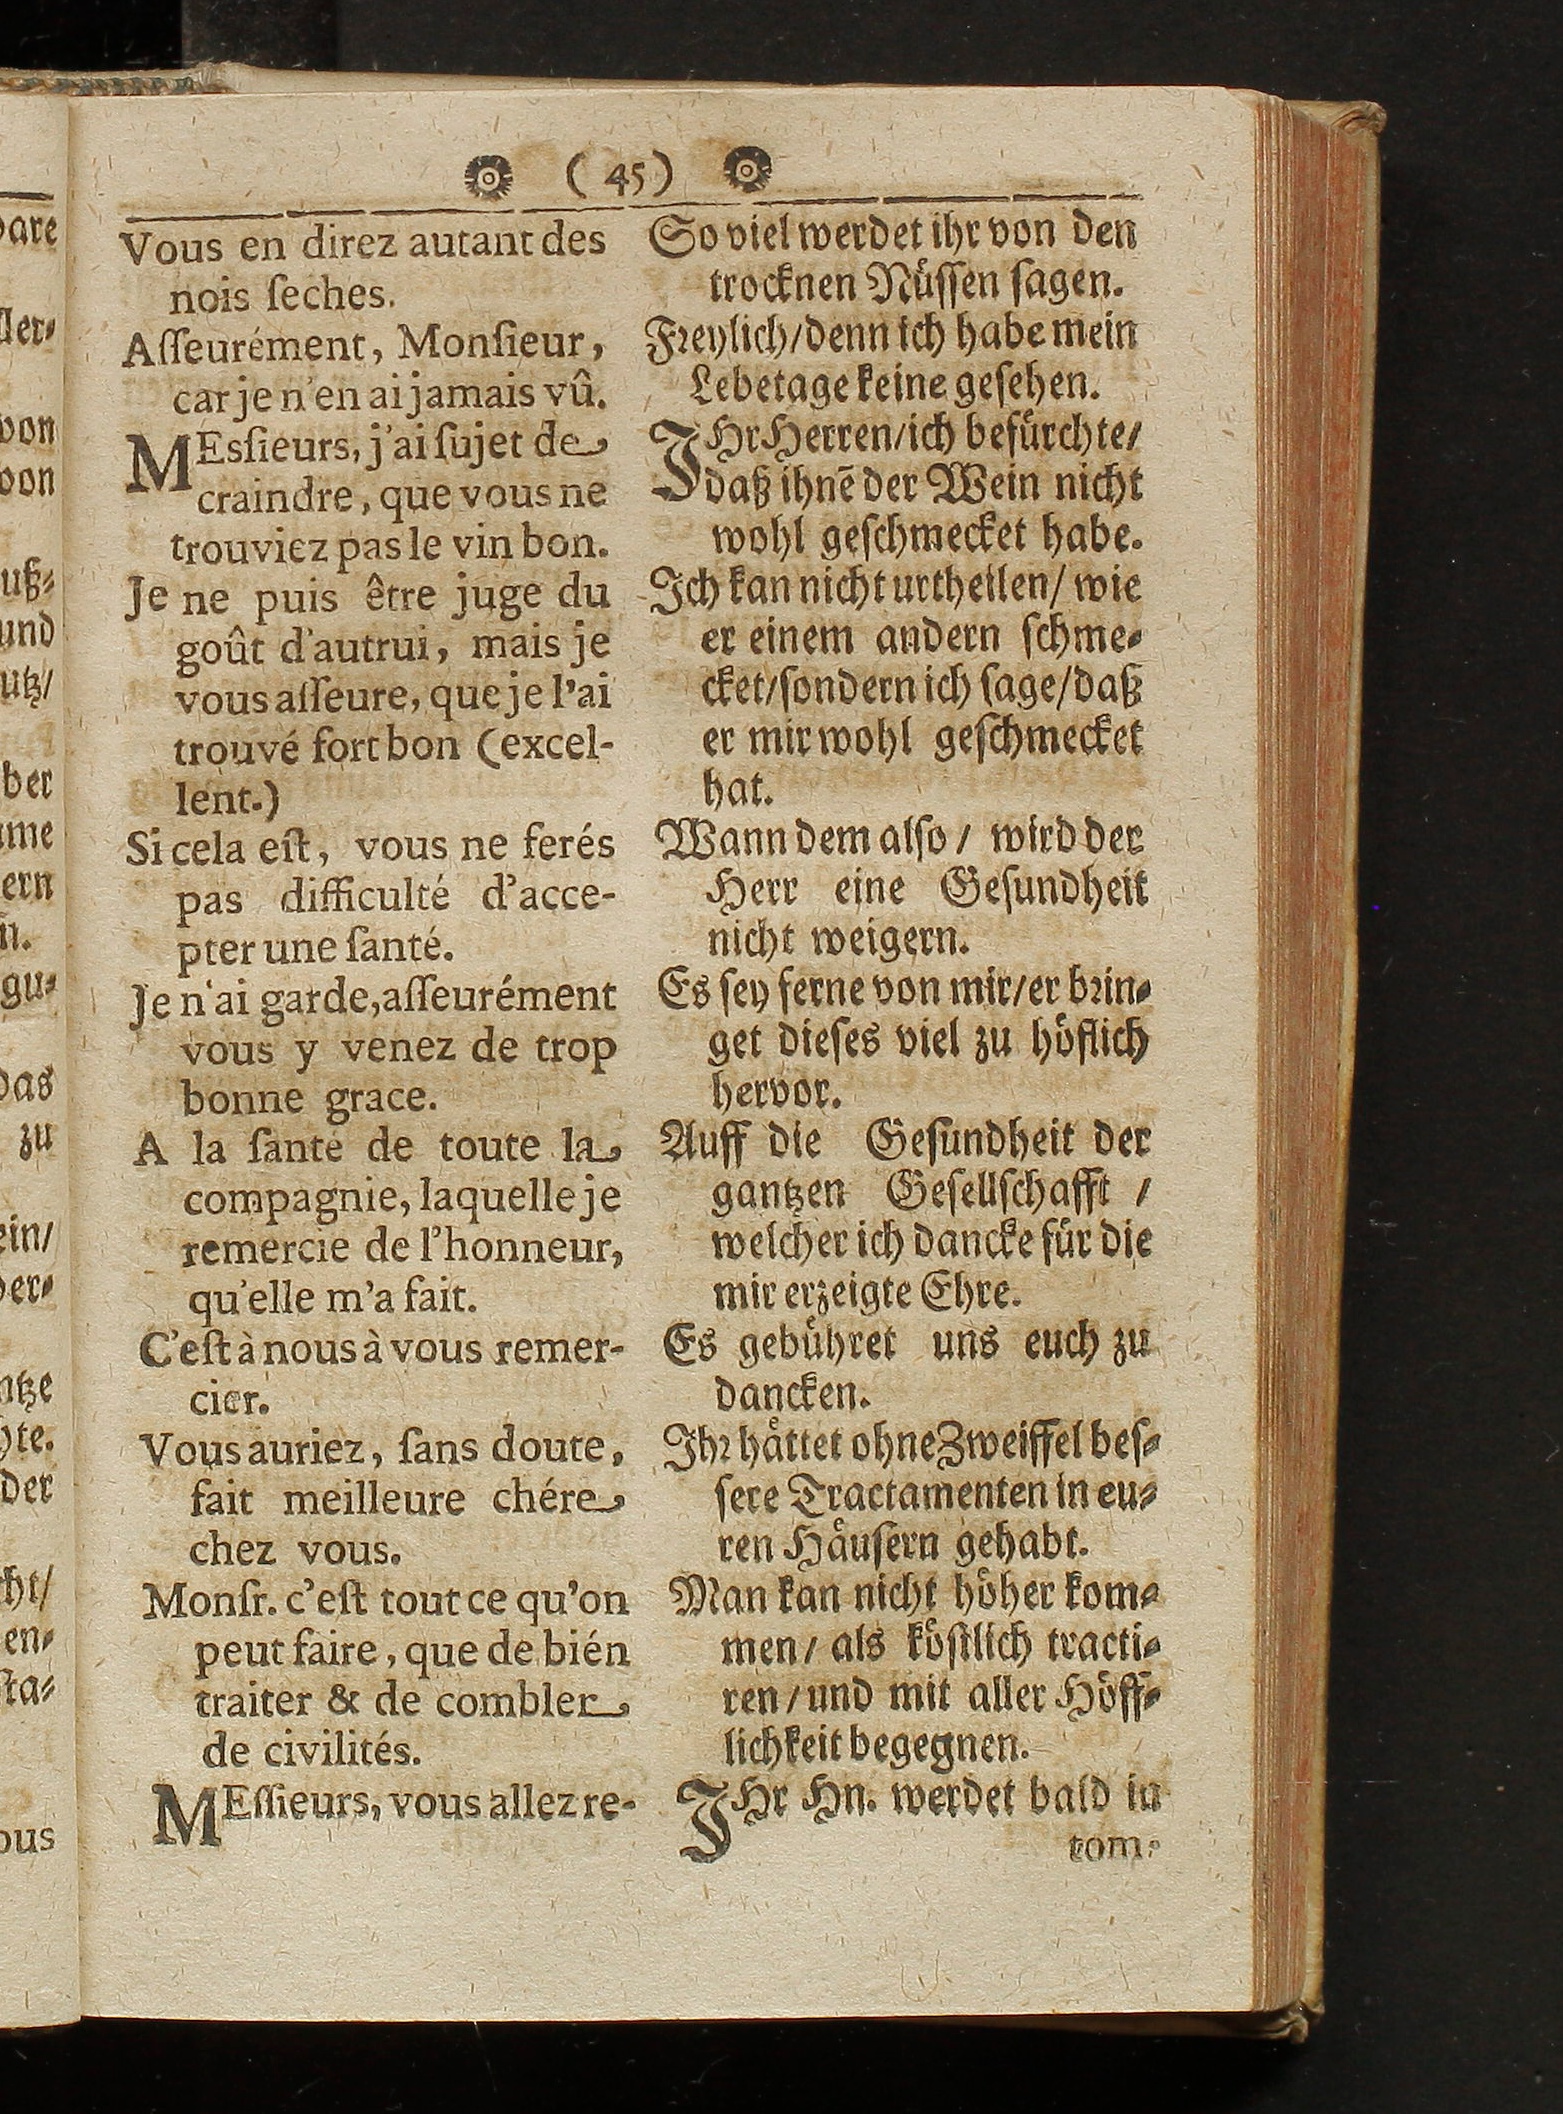 ( 45 )
Vous en direz autant des
nois ſeches.
Aſſeurément, Monſieur,
car je n'en ai jamais vû.
MEsſieurs, j'ai ſujet de
craindre, que vous ne
trouviez pas le vin bon.
Je ne puis être juge du
goût d'autrui, mais je
vous aſſeure, que je l'ai
trouvé fort bon (excel-
lent.)
Si cela eſt, vous ne ferés
pas difficulté d'acce-
pter une ſanté.
Je n'ai garde, aſſeurément
vous y venez de trop
bonne grace.
A la ſanté de toute la
compagnie, laquelle je
remercie de l'honneur,
qu'elle m'a fait.
C'eſt à nous à vous remer-
cier.
Vous auriez, ſans doute,
fait meilleure chére
chez vous.
Monſr. c'eſt tout ce qu'on
peut faire, que de bién
traiter & de combler
de civilités.
MEſſieurs, vous allez re-
So viel werdet ihr von den
trocknen Nüſſen ſagen.
Freylich/denn ich habe mein
Lebetage keine geſehen.
IHr Herren/ich befürchte/
daß ihnē der Wein nicht
wohl geſchmecket habe.
Ich kan nicht urtheilen/ wie
er einem andern ſchme-
cket/ſondern ich ſage/daß
er mir wohl geſchmecket
hat.
Wann dem alſo / wird der
Herr eine Geſundheit
nicht weigern.
Es ſey ferne von mir/er brin-
get dieſes viel zu höflich
hervor.
Auff die Geſundheit der
gantzen Geſellſchafft /
welcher ich dancke für die
mir erzeigte Ehre.
Es gebühret uns euch zu
dancken.
Ihr hättet ohne Zweiffel beſ-
ſere Tractamenten in eu-
ren Häuſern gehabt.
Man kan nicht höher kom-
men/ als köſtlich tracti-
ren/und mit aller Höff-
lichkeit begegnen.
IHr Hn. werdet bald in
tom-